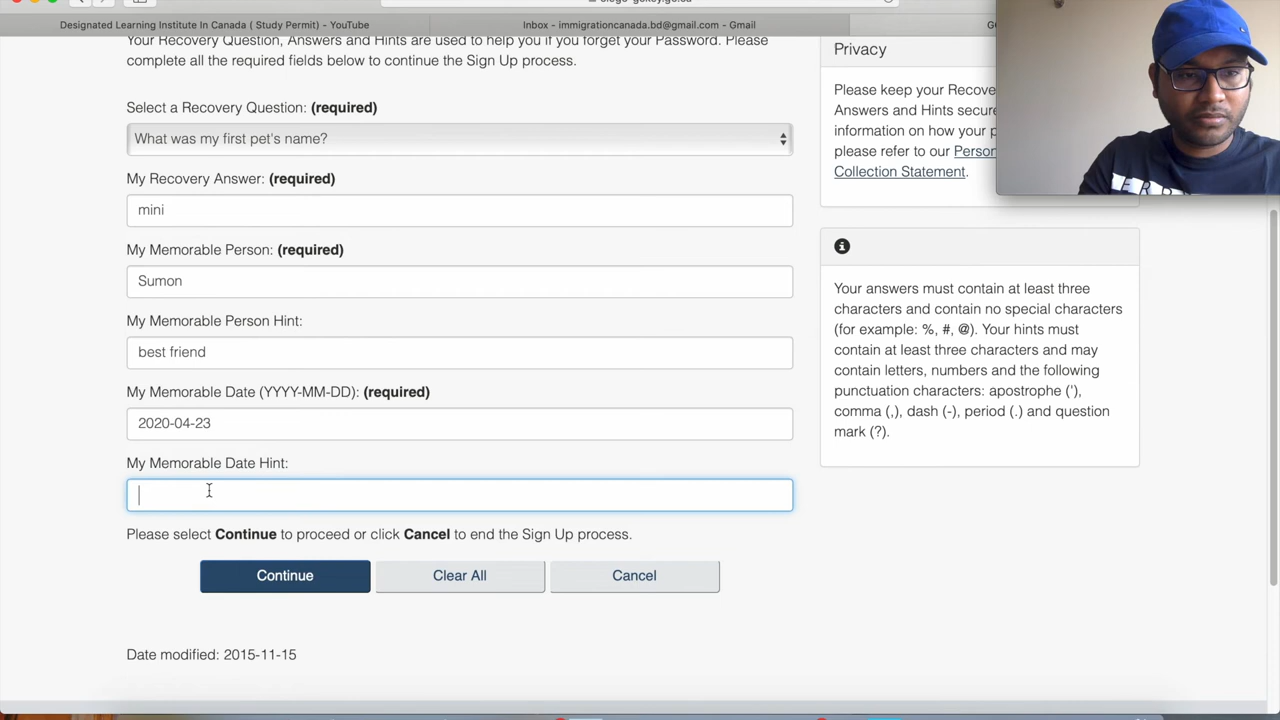 Designated Learning Institute In Canada ( Study Permit) - YouTube
Inbox - immigrationcanada.bd@gmail.com - Gmail
Your Recovery Question, Answers and Hints are used to help you if you forget your Password. Please
complete all the required fields below to continue the Sign Up process.
Select a Recovery Question: (required)
What was my first pet's name?
My Recovery Answer: (required)
mini
My Memorable Person: (required)
Sumon
My Memorable Person Hint:
best friend
My Memorable Date (YYYY-MM-DD): (required)
2020-04-23
My Memorable Date Hint:
Please select Continue to proceed or click Cancel to end the Sign Up process.
Continue
Clear All
Cancel
Date modified: 2015-11-15
Privacy
Please keep your Recove
Answers and Hints secure
information on how your p
please refer to our Person
Collection Statement.
Your answers must contain at least three
characters and contain no special characters
(for example: %, #, @). Your hints must
contain at least three characters and may
contain letters, numbers and the following
punctuation characters: apostrophe ('),
comma (,), dash (-), period (.) and question
mark (?).